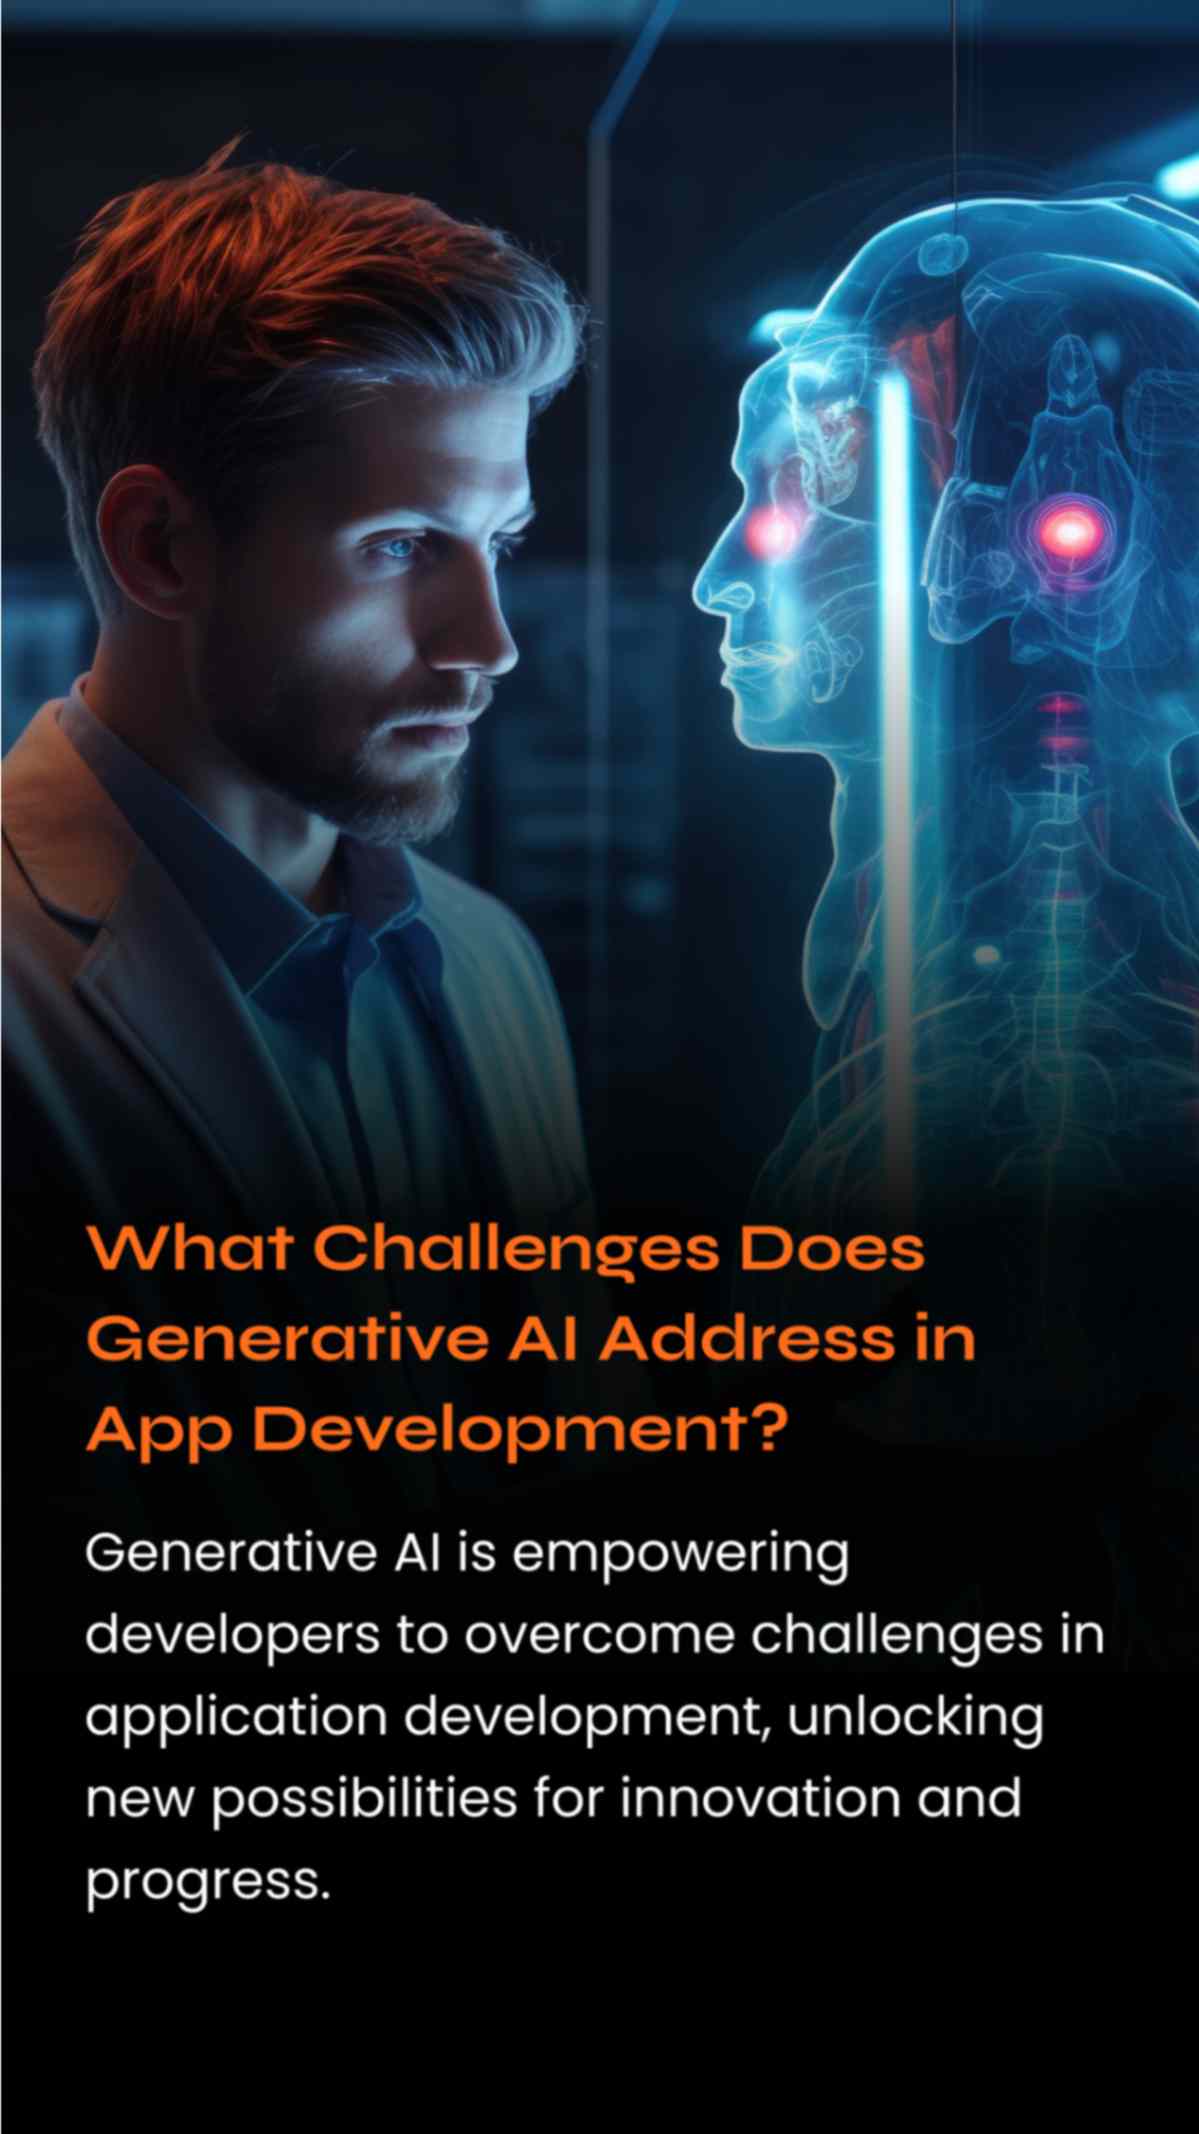 What Challenges Does
Generative AI Address in
App Development?
Generative AI is empowering
developers to overcome challenges in
application development, unlocking
new possibilities for innovation and
progress.